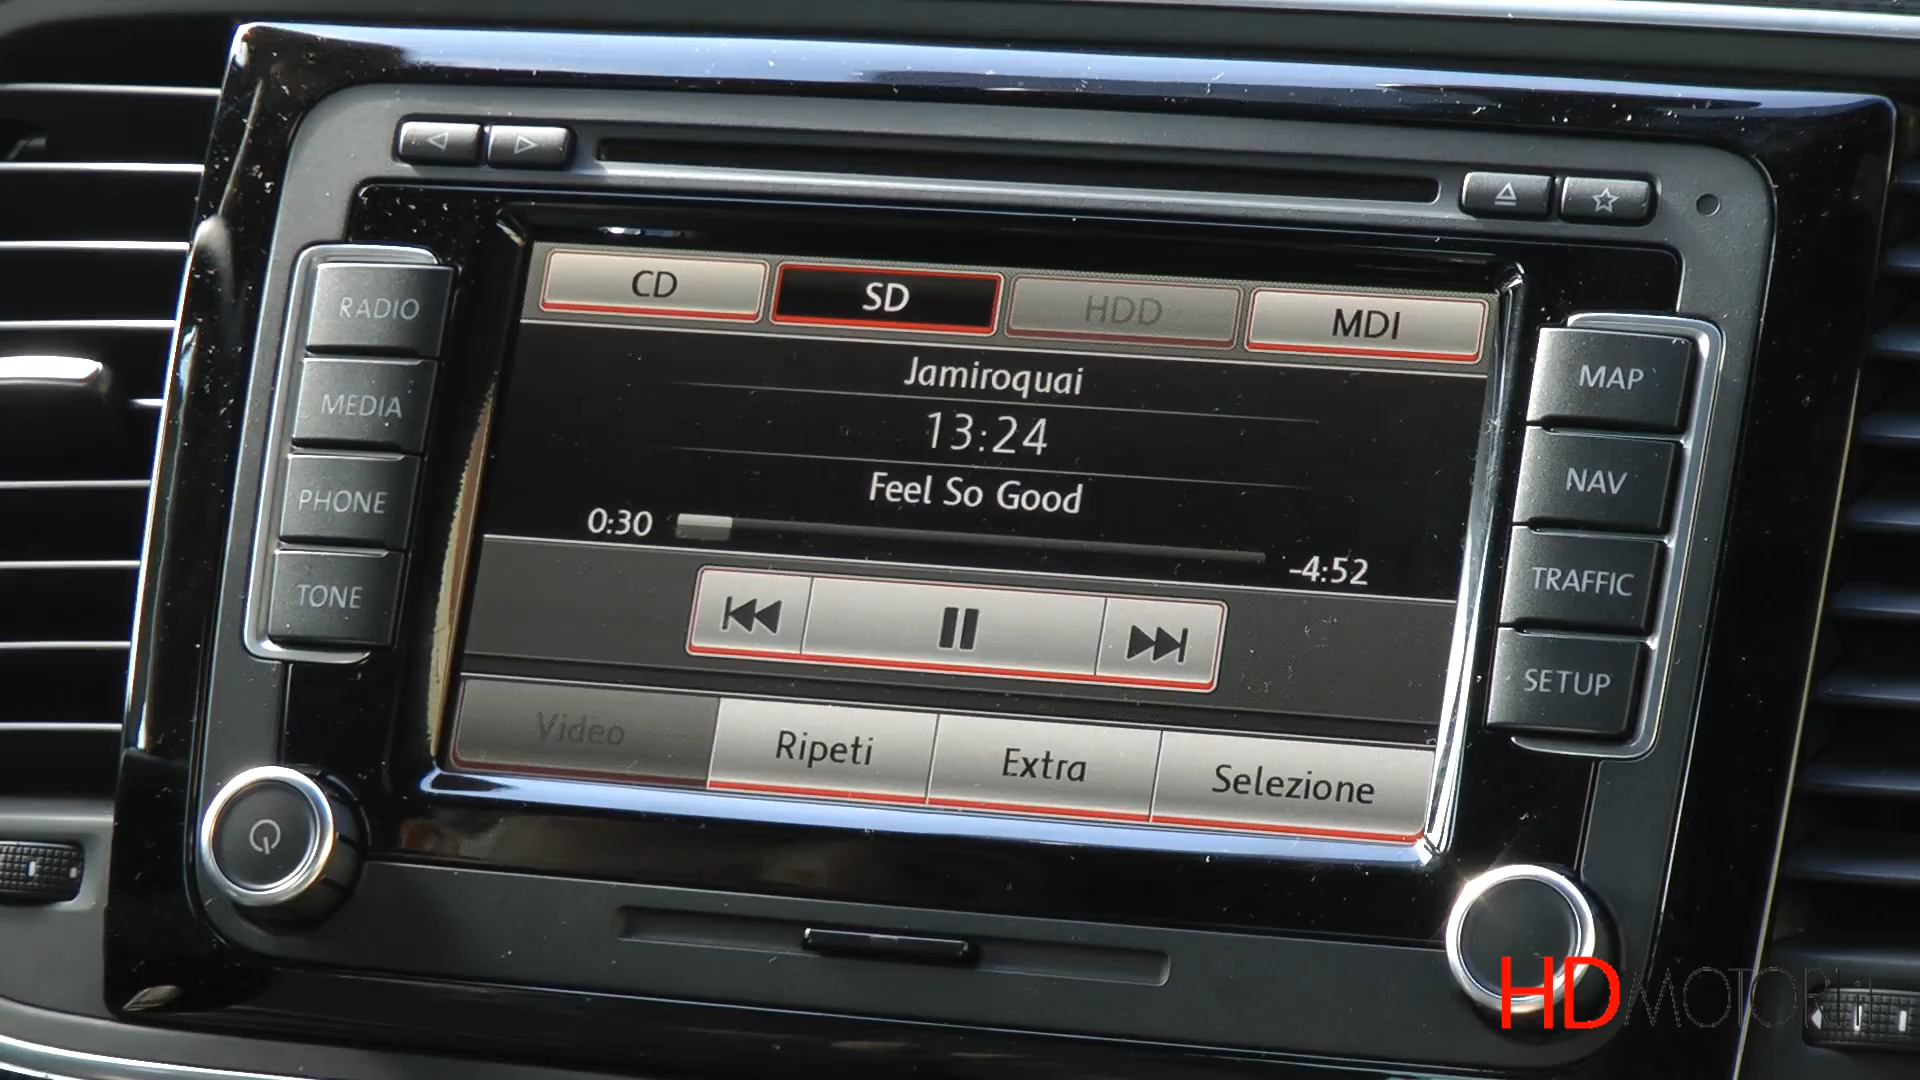 CD SD HDD MDI
RADIO
MEDIA
PHONE
TONE
Jamiroquai
13:24
Feel So Good
0:30 -4:52
Video Ripeti Extra Selezione
MAP
NAV
TRAFFIC
SETUP
HDMOTORI.it